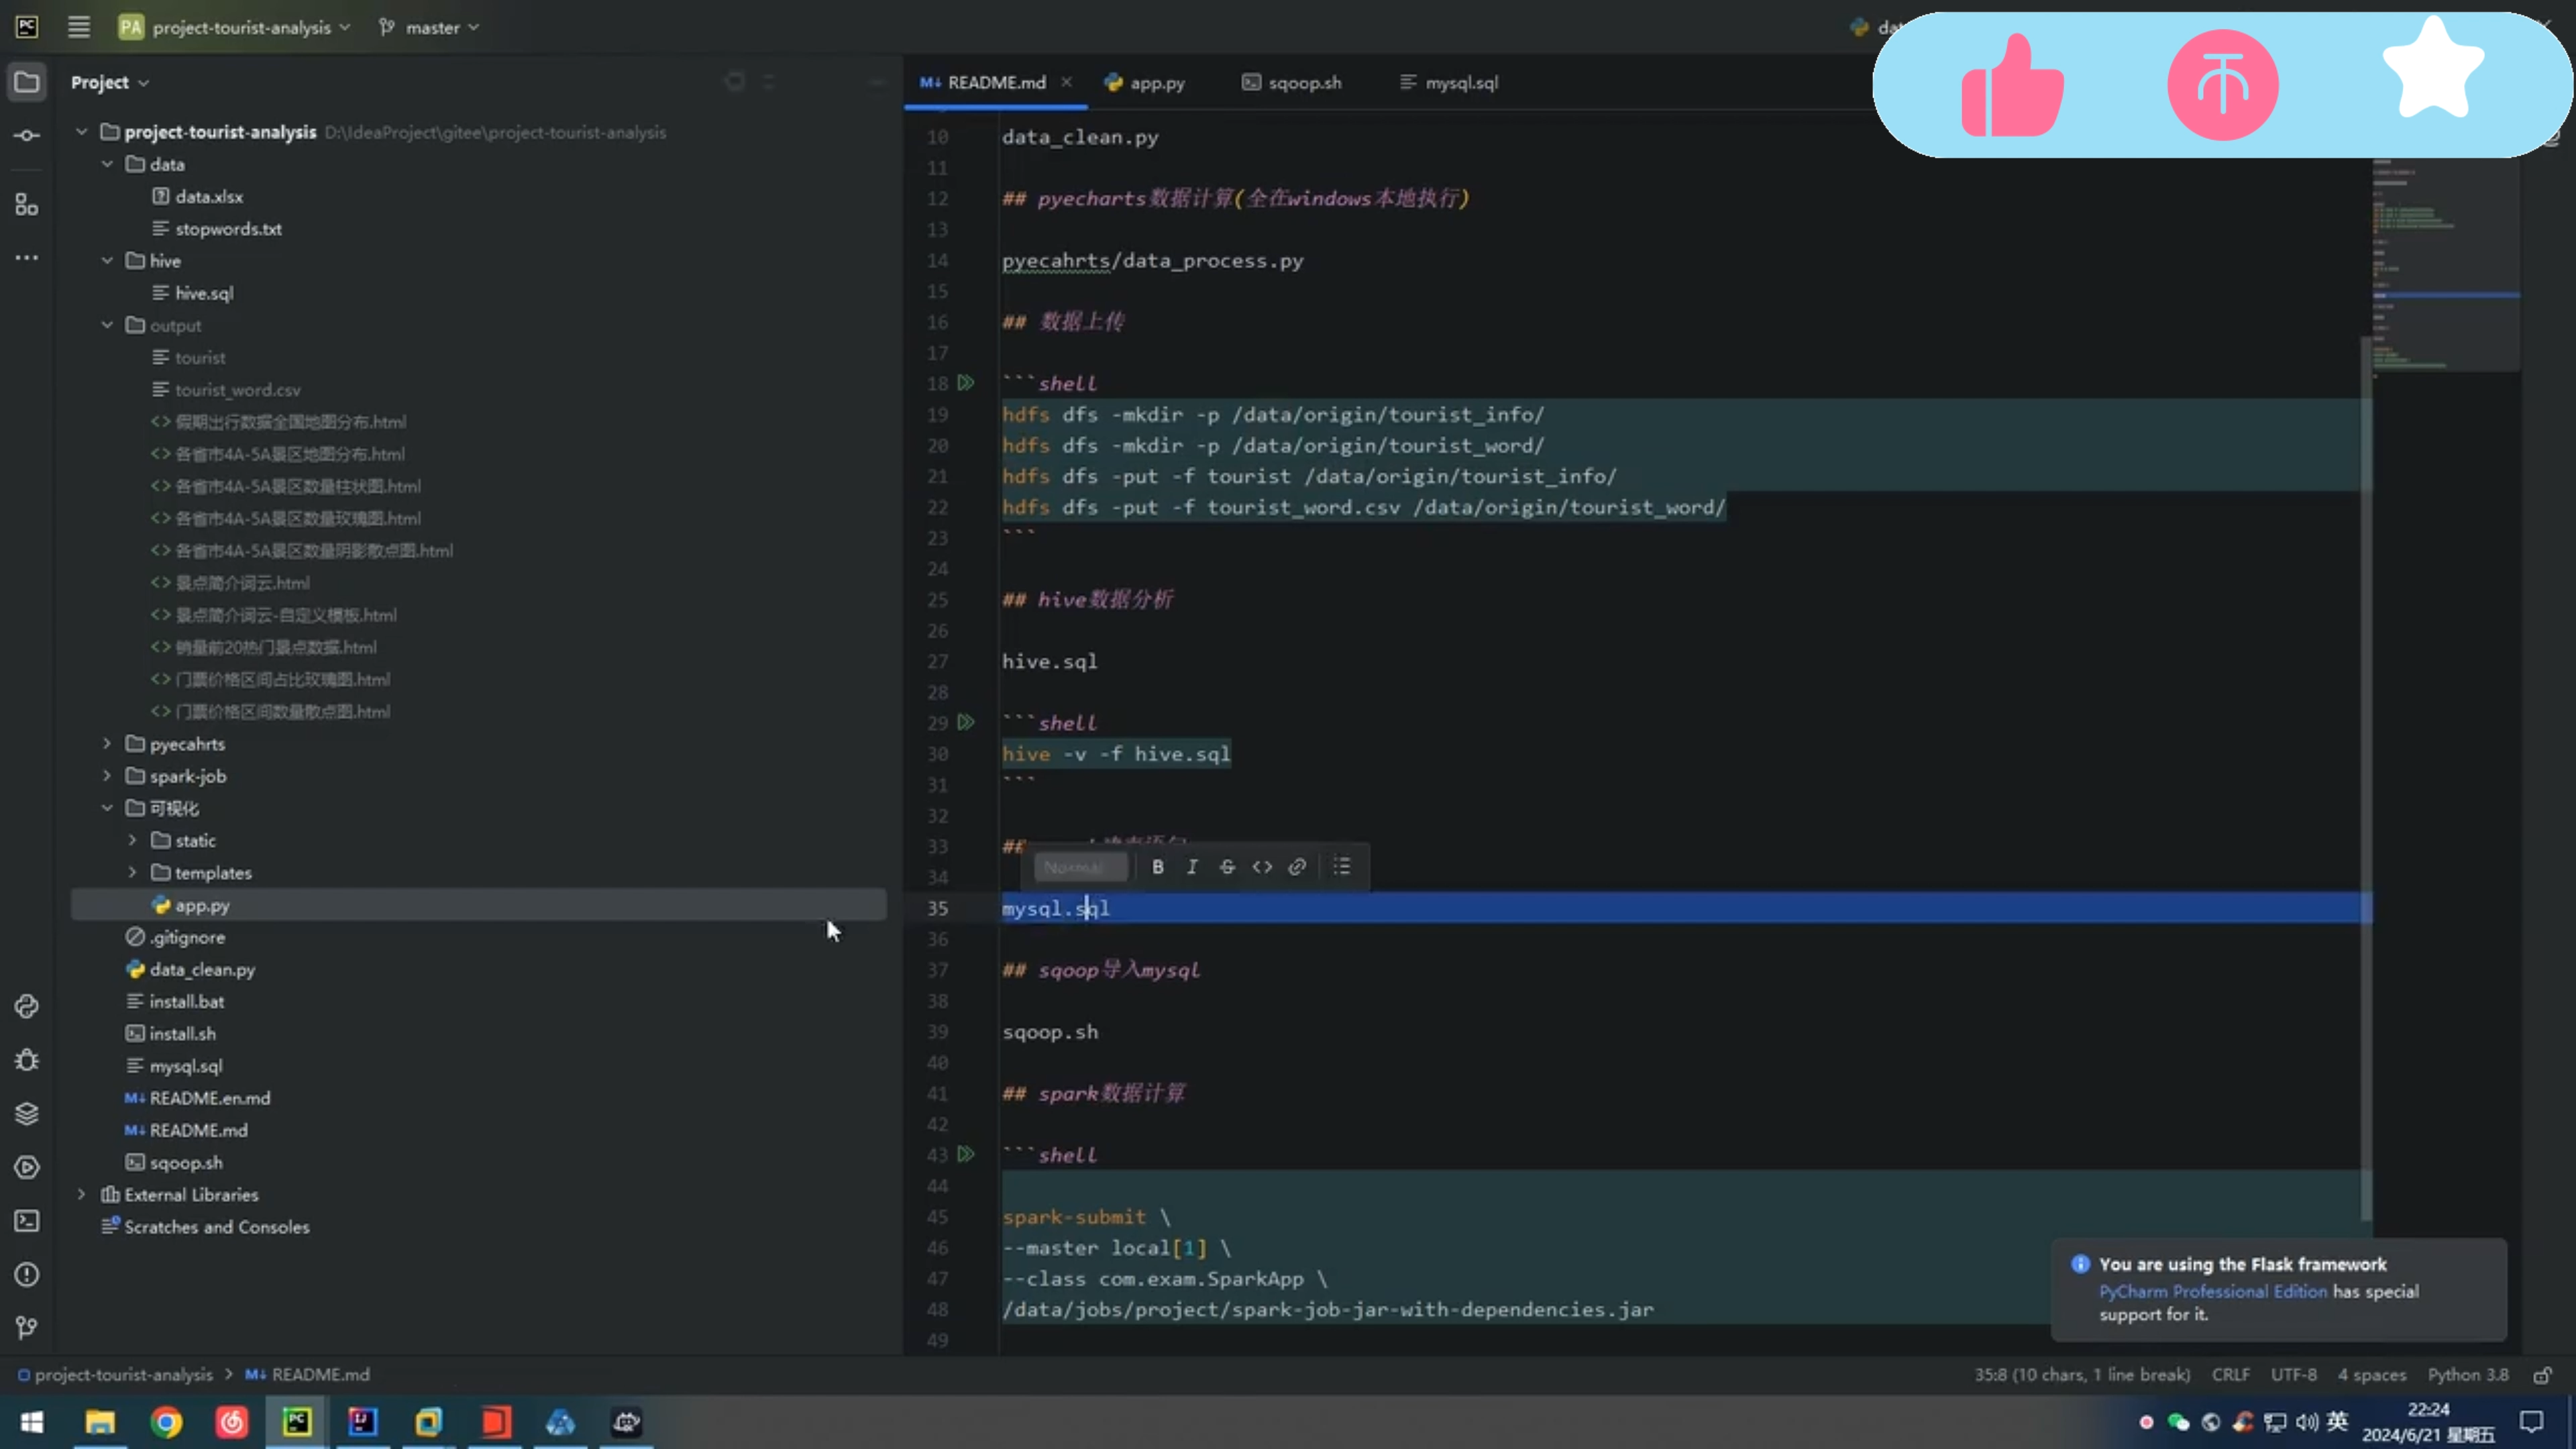 PC
PA project-tourist-analysis
master
Project
README.md
app.py
sqoop.sh
mysql.sql
project-tourist-analysis D:\IdeaProject\gitee\project-tourist-analysis
data
data.xlsx
stopwords.txt
hive
hive.sql
output
tourist
tourist_word.csv
假期出行数据全国地图分布.html
各省市4A-5A景区地图分布.html
各省市4A-5A景区数量柱状图.html
各省市4A-5A景区数量玫瑰图.html
各省市4A-5A景区数量阴影散点图.html
景点简介词云.html
景点简介词云-自定义模板.html
销量前20热门景点数据.html
门票价格区间占比玫瑰图.html
门票价格区间数量散点图.html
pyecahrts
spark-job
可视化
static
templates
app.py
.gitignore
data_clean.py
install.bat
install.sh
mysql.sql
README.en.md
README.md
sqoop.sh
External Libraries
Scratches and Consoles
10 data_clean.py
11
12 ## pyecharts数据计算(全在windows本地执行)
13
14 pyecahrts/data_process.py
15
16 ## 数据上传
17
18 ```shell
19 hdfs dfs -mkdir -p /data/origin/tourist_info/
20 hdfs dfs -mkdir -p /data/origin/tourist_word/
21 hdfs dfs -put -f tourist /data/origin/tourist_info/
22 hdfs dfs -put -f tourist_word.csv /data/origin/tourist_word/
23 ```
24
25 ## hive数据分析
26
27 hive.sql
28
29 ```shell
30 hive -v -f hive.sql
31 ```
32
33 ##
Normal B I S <>
34
35 mysql.sql
36
37 ## sqoop导入mysql
38
39 sqoop.sh
40
41 ## spark数据计算
42
43 ```shell
44
45 spark-submit \
46 --master local[1] \
47 --class com.exam.SparkApp \
48 /data/jobs/project/spark-job-jar-with-dependencies.jar
49
You are using the Flask framework
PyCharm Professional Edition has special
support for it.
project-tourist-analysis > README.md
35:8 (10 chars, 1 line break) CRLF UTF-8 4 spaces Python 3.8
英
22:24
2024/6/21 星期五